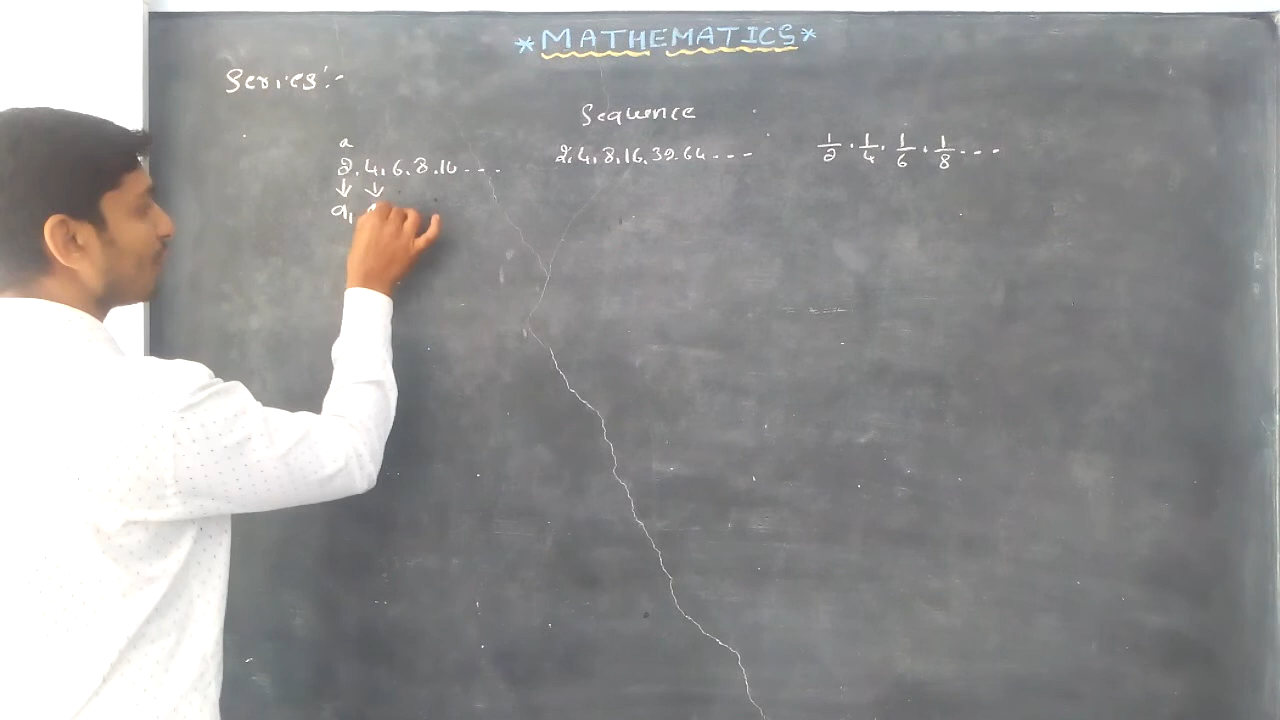 *MATHEMATICS*
Series:-
Sequence
a
2, 4, 6, 8, 10...
2, 4, 8, 16, 32, 64...
1/2, 1/4, 1/6, 1/8...
↓ ↓
a₁